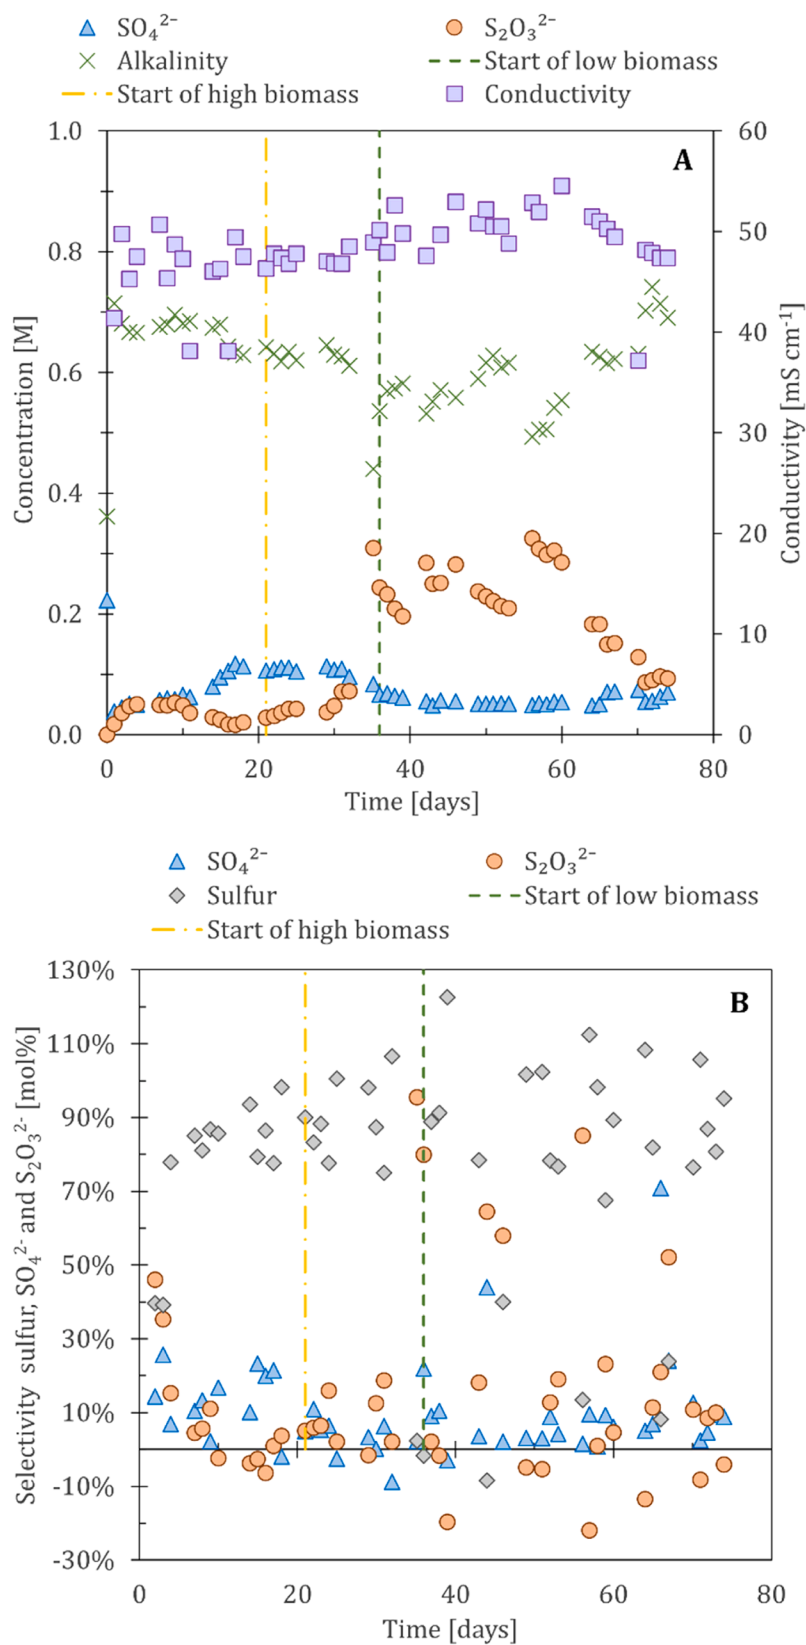 SO₄²⁻ S₂O₃²⁻
Alkalinity Start of low biomass
Start of high biomass Conductivity
1.0 60
A
50
0.8
40
0.6
30
0.4
20
0.2
10
0.0 0
0 20 40 60 80
Time [days]
Concentration [M]
Conductivity [mS cm⁻¹]
SO₄²⁻ S₂O₃²⁻
Sulfur Start of low biomass
Start of high biomass
130%
B
110%
90%
70%
50%
30%
10%
-10%
-30%
0 20 40 60 80
Time [days]
Selectivity sulfur, SO₄²⁻ and S₂O₃²⁻ [mol%]